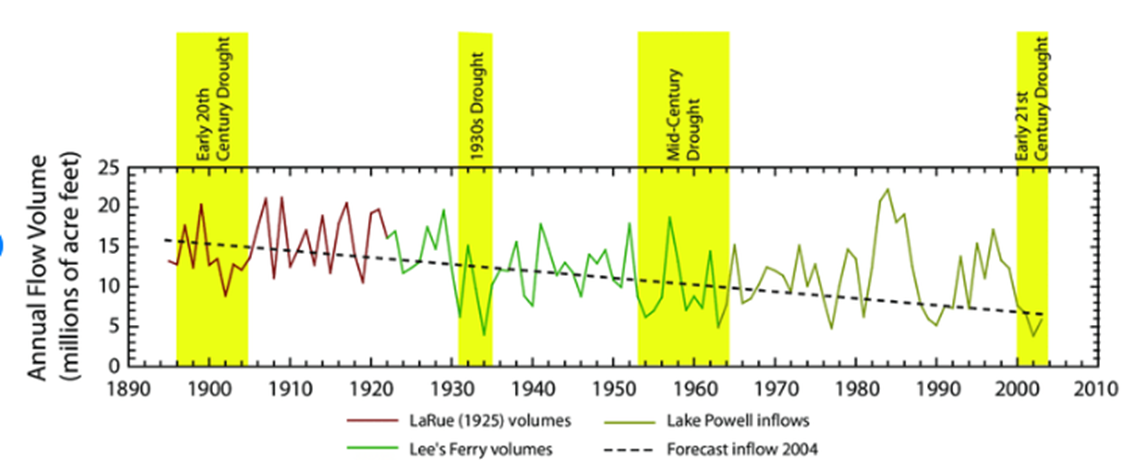 Early 20th
Century Drought
1930s Drought
Mid-Century
Drought
Early 21st
Century Drought
Annual Flow Volume
(millions of acre feet)
25
20
15
10
5
0
1890 1900 1910 1920 1930 1940 1950 1960 1970 1980 1990 2000 2010
LaRue (1925) volumes
Lake Powell inflows
Lee's Ferry volumes
Forecast inflow 2004